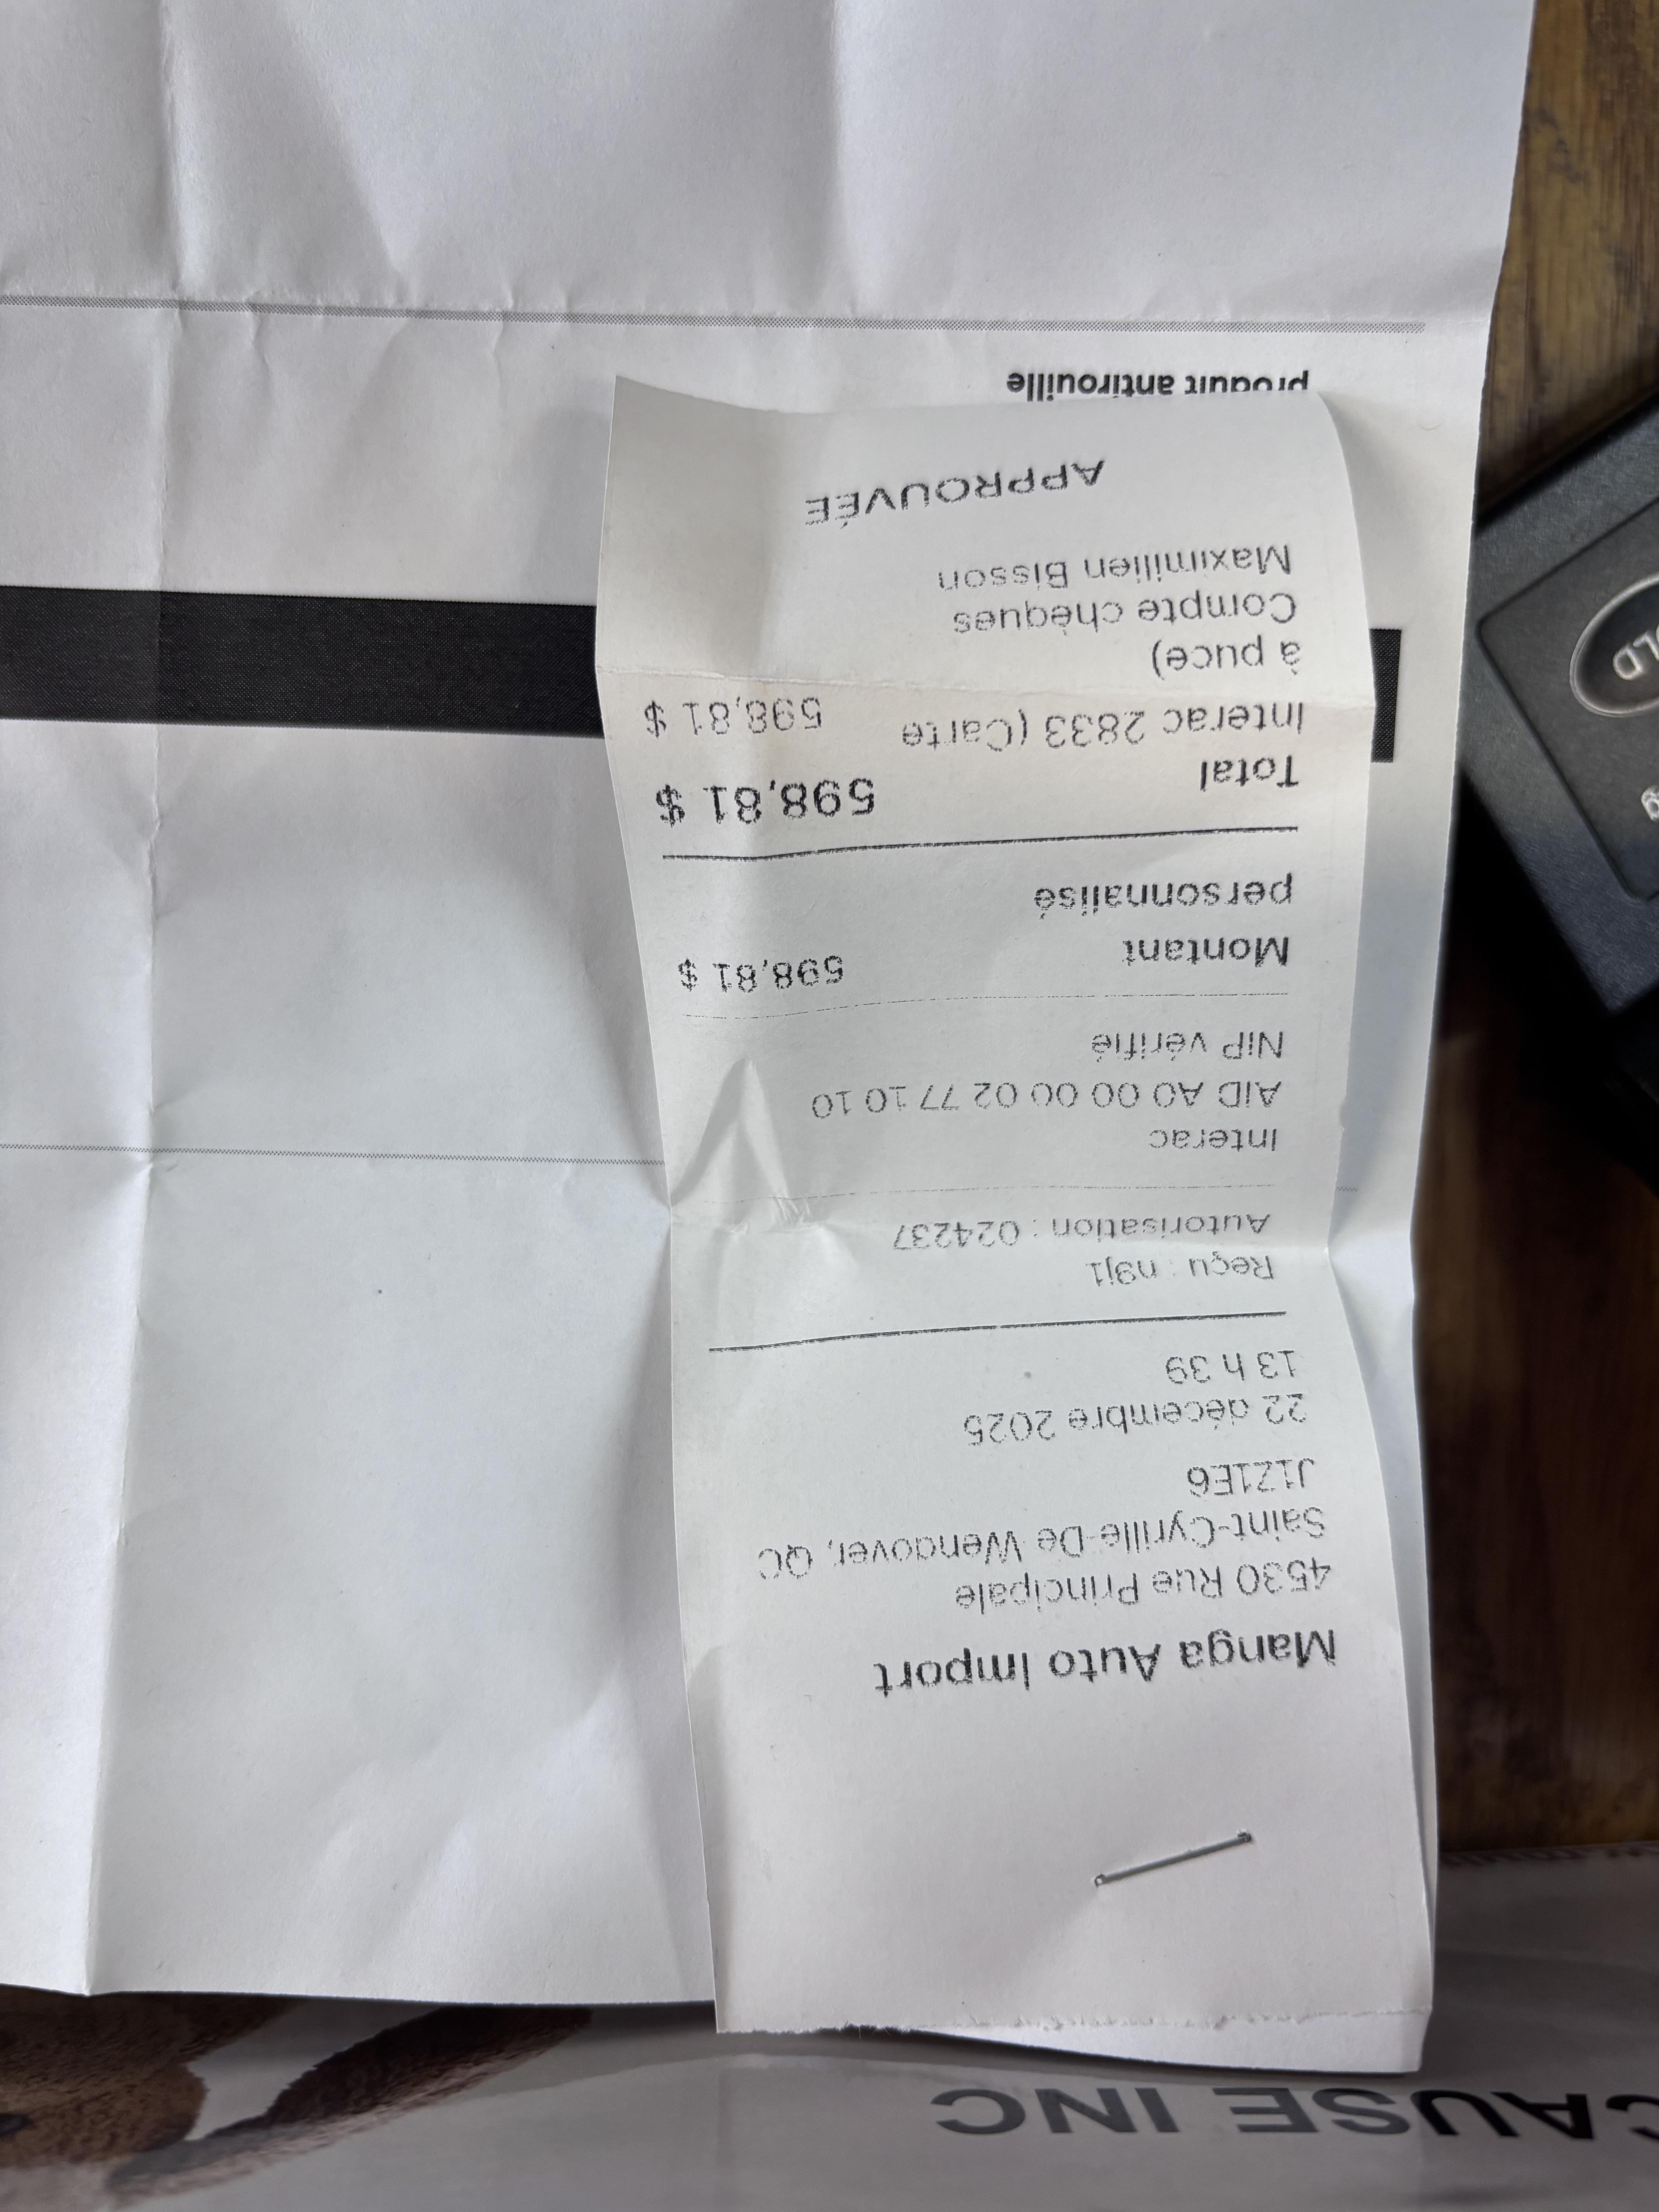 Manga Auto Import
4530 Rue Principale
Saint-Cyrille-De Wendover, QC
J1Z1E6
22 décembre 2025
13 h 39
Reçu : n9j1
Autorisation : 024237
Interac
AID A0 00 00 02 77 10 10
NIP vérifié
Montant personnalisé 598,81 $
Total 598,81 $
Interac 2833 (Carte 598,81 $
à puce)
Compte chèques
Maximilien Bisson
APPROUVÉE
produit antirouille
CAUSE INC
LD